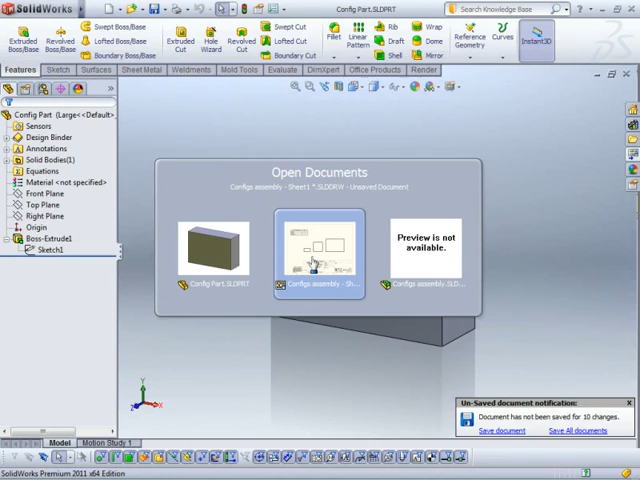 SolidWorks
Config Part.SLDPRT
Search Knowledge Base
Extruded Boss/Base
Revolved Boss/Base
Swept Boss/Base
Lofted Boss/Base
Boundary Boss/Base
Extruded Cut
Hole Wizard
Revolved Cut
Swept Cut
Lofted Cut
Boundary Cut
Fillet
Linear Pattern
Rib
Draft
Shell
Wrap
Dome
Mirror
Reference Geometry
Curves
Instant3D
Features
Sketch
Surfaces
Sheet Metal
Weldments
Mold Tools
Evaluate
DimXpert
Office Products
Render
Config Part (Large<<Default>_
Sensors
Design Binder
Annotations
Solid Bodies(1)
Equations
Material <not specified>
Front Plane
Top Plane
Right Plane
Origin
Boss-Extrude1
Sketch1
Open Documents
Configs assembly - Sheet1 *.SLDDRW - Unsaved Document
Preview is not
available.
Config Part.SLDPRT
Configs assembly - Sh...
Configs assembly.SLD...
Y
X
Z
Un-Saved document notification:
Document has not been saved for 10 changes.
Save document
Save All documents
Model
Motion Study 1
SolidWorks Premium 2011 x64 Edition